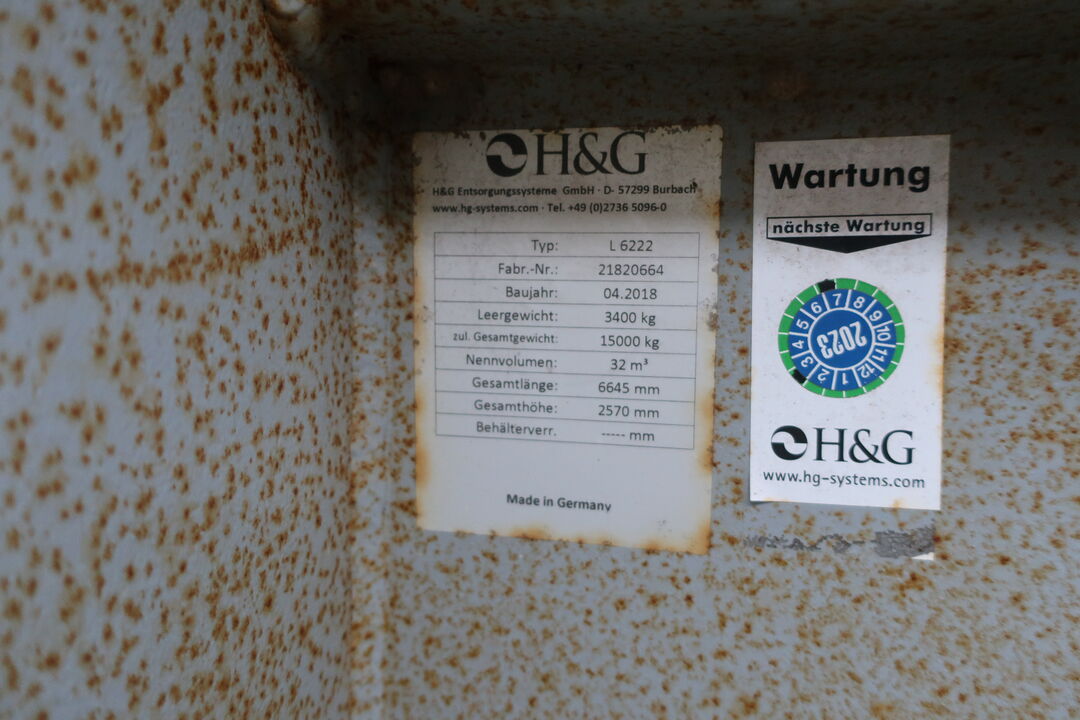 H&G
H&G Entsorgungssysteme GmbH · D- 57299 Burbach
www.hg-systems.com · Tel. +49 (0)2736 5096-0
Typ: L 6222
Fabr.-Nr.: 21820664
Baujahr: 04.2018
Leergewicht: 3400 kg
zul. Gesamtgewicht: 15000 kg
Nennvolumen: 32 m³
Gesamtlänge: 6645 mm
Gesamthöhe: 2570 mm
Behälterverr. ----- mm
Made in Germany
Wartung
nächste Wartung
1 2 3 4 5 6 7 8 9 10 11 12
2023
H&G
www.hg-systems.com